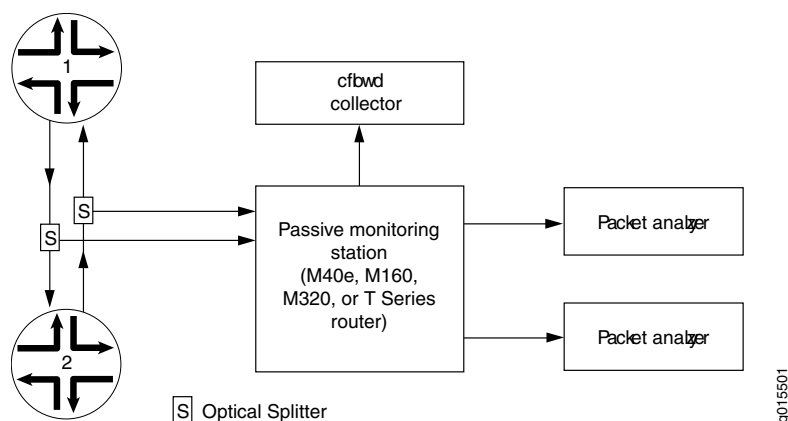 1
cfbwd
collector
S
S
Passive monitoring
station
(M40e, M160,
M320, or T Series
router)
Packet analyzer
Packet analyzer
2
S Optical Splitter
g015501